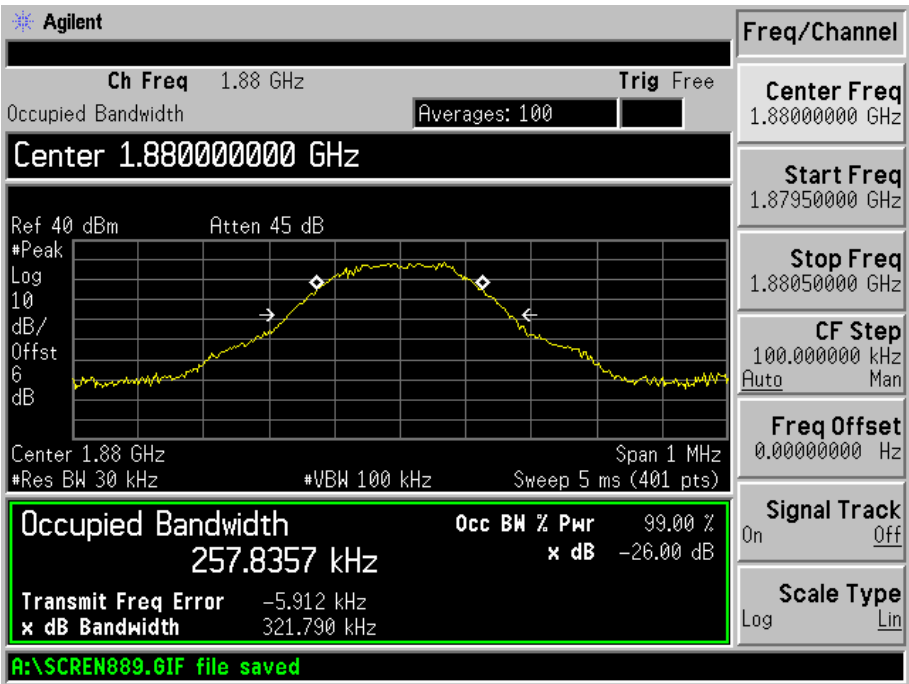 Agilent
Ch Freq 1.88 GHz Trig Free
Occupied Bandwidth Averages: 100
Center 1.880000000 GHz
Ref 40 dBm Atten 45 dB
#Peak
Log
10
dB/
Offst
6
dB
Center 1.88 GHz Span 1 MHz
#Res BW 30 kHz #VBW 100 kHz Sweep 5 ms (401 pts)
Occupied Bandwidth Occ BW % Pwr 99.00 %
257.8357 kHz x dB -26.00 dB
Transmit Freq Error -5.912 kHz
x dB Bandwidth 321.790 kHz
A:\SCREN889.GIF file saved
Freq/Channel
Center Freq
1.88000000 GHz
Start Freq
1.87950000 GHz
Stop Freq
1.88050000 GHz
CF Step
100.000000 kHz
Auto Man
Freq Offset
0.00000000 Hz
Signal Track
On Off
Scale Type
Log Lin